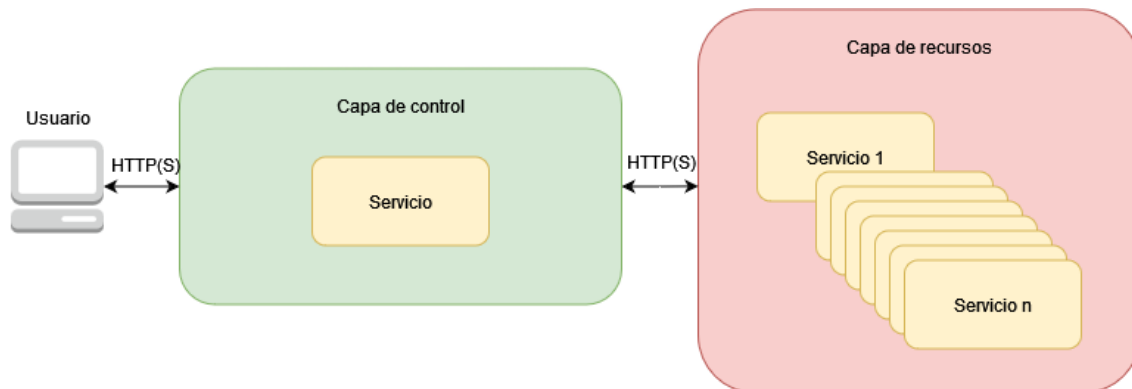 Usuario
HTTP(S)
Capa de control
Servicio
HTTP(S)
Capa de recursos
Servicio 1
Servicio n